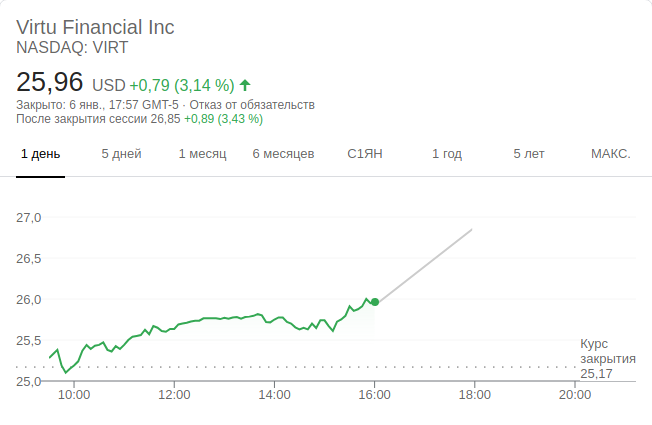 Virtu Financial Inc
NASDAQ: VIRT
25,96 USD +0,79 (3,14 %)
Закрыто: 6 янв., 17:57 GMT-5 · Отказ от обязательств
После закрытия сессии 26,85 +0,89 (3,43 %)
1 день 5 дней 1 месяц 6 месяцев С1ЯН 1 год 5 лет МАКС.
27,0
26,5
26,0
25,5
Курс
закрытия
25,17
25,0
10:00 12:00 14:00 16:00 18:00 20:00